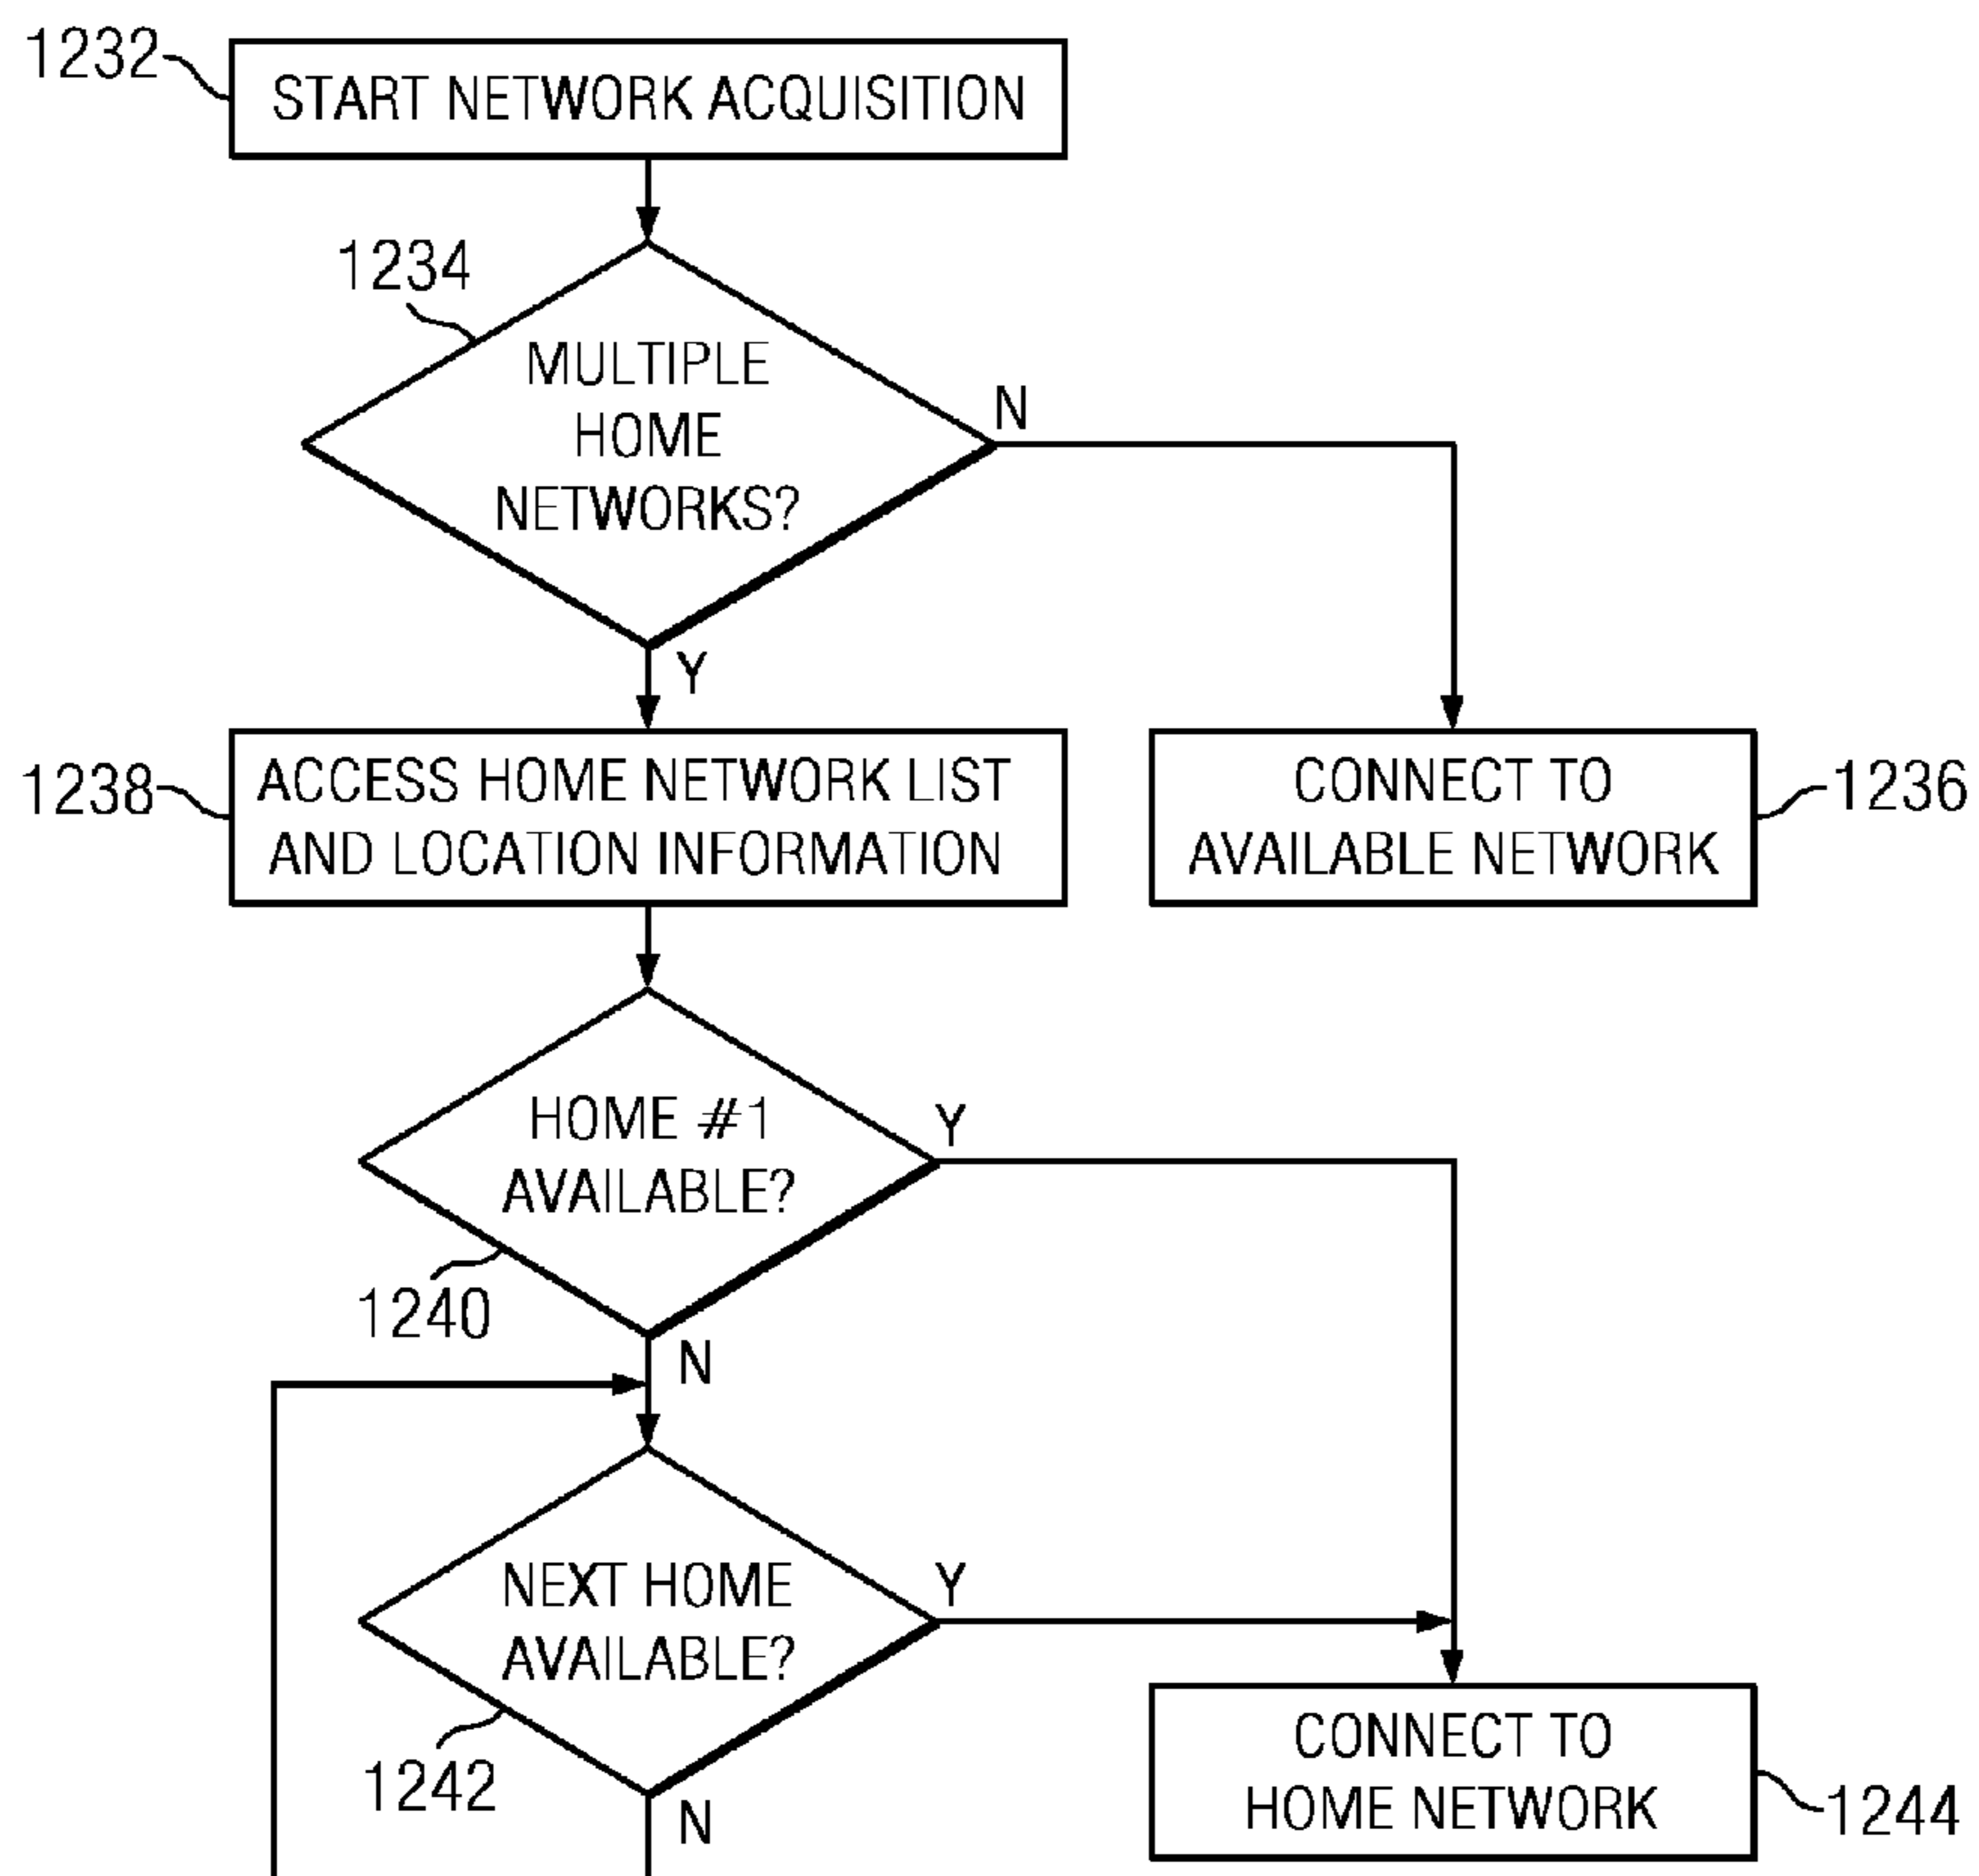 1232
START NETWORK ACQUISITION
1234
MULTIPLE
HOME
NETWORKS?
N
Y
1238
ACCESS HOME NETWORK LIST
AND LOCATION INFORMATION
CONNECT TO
AVAILABLE NETWORK
1236
HOME #1
AVAILABLE?
Y
1240
N
NEXT HOME
AVAILABLE?
Y
1242
N
CONNECT TO
HOME NETWORK
1244